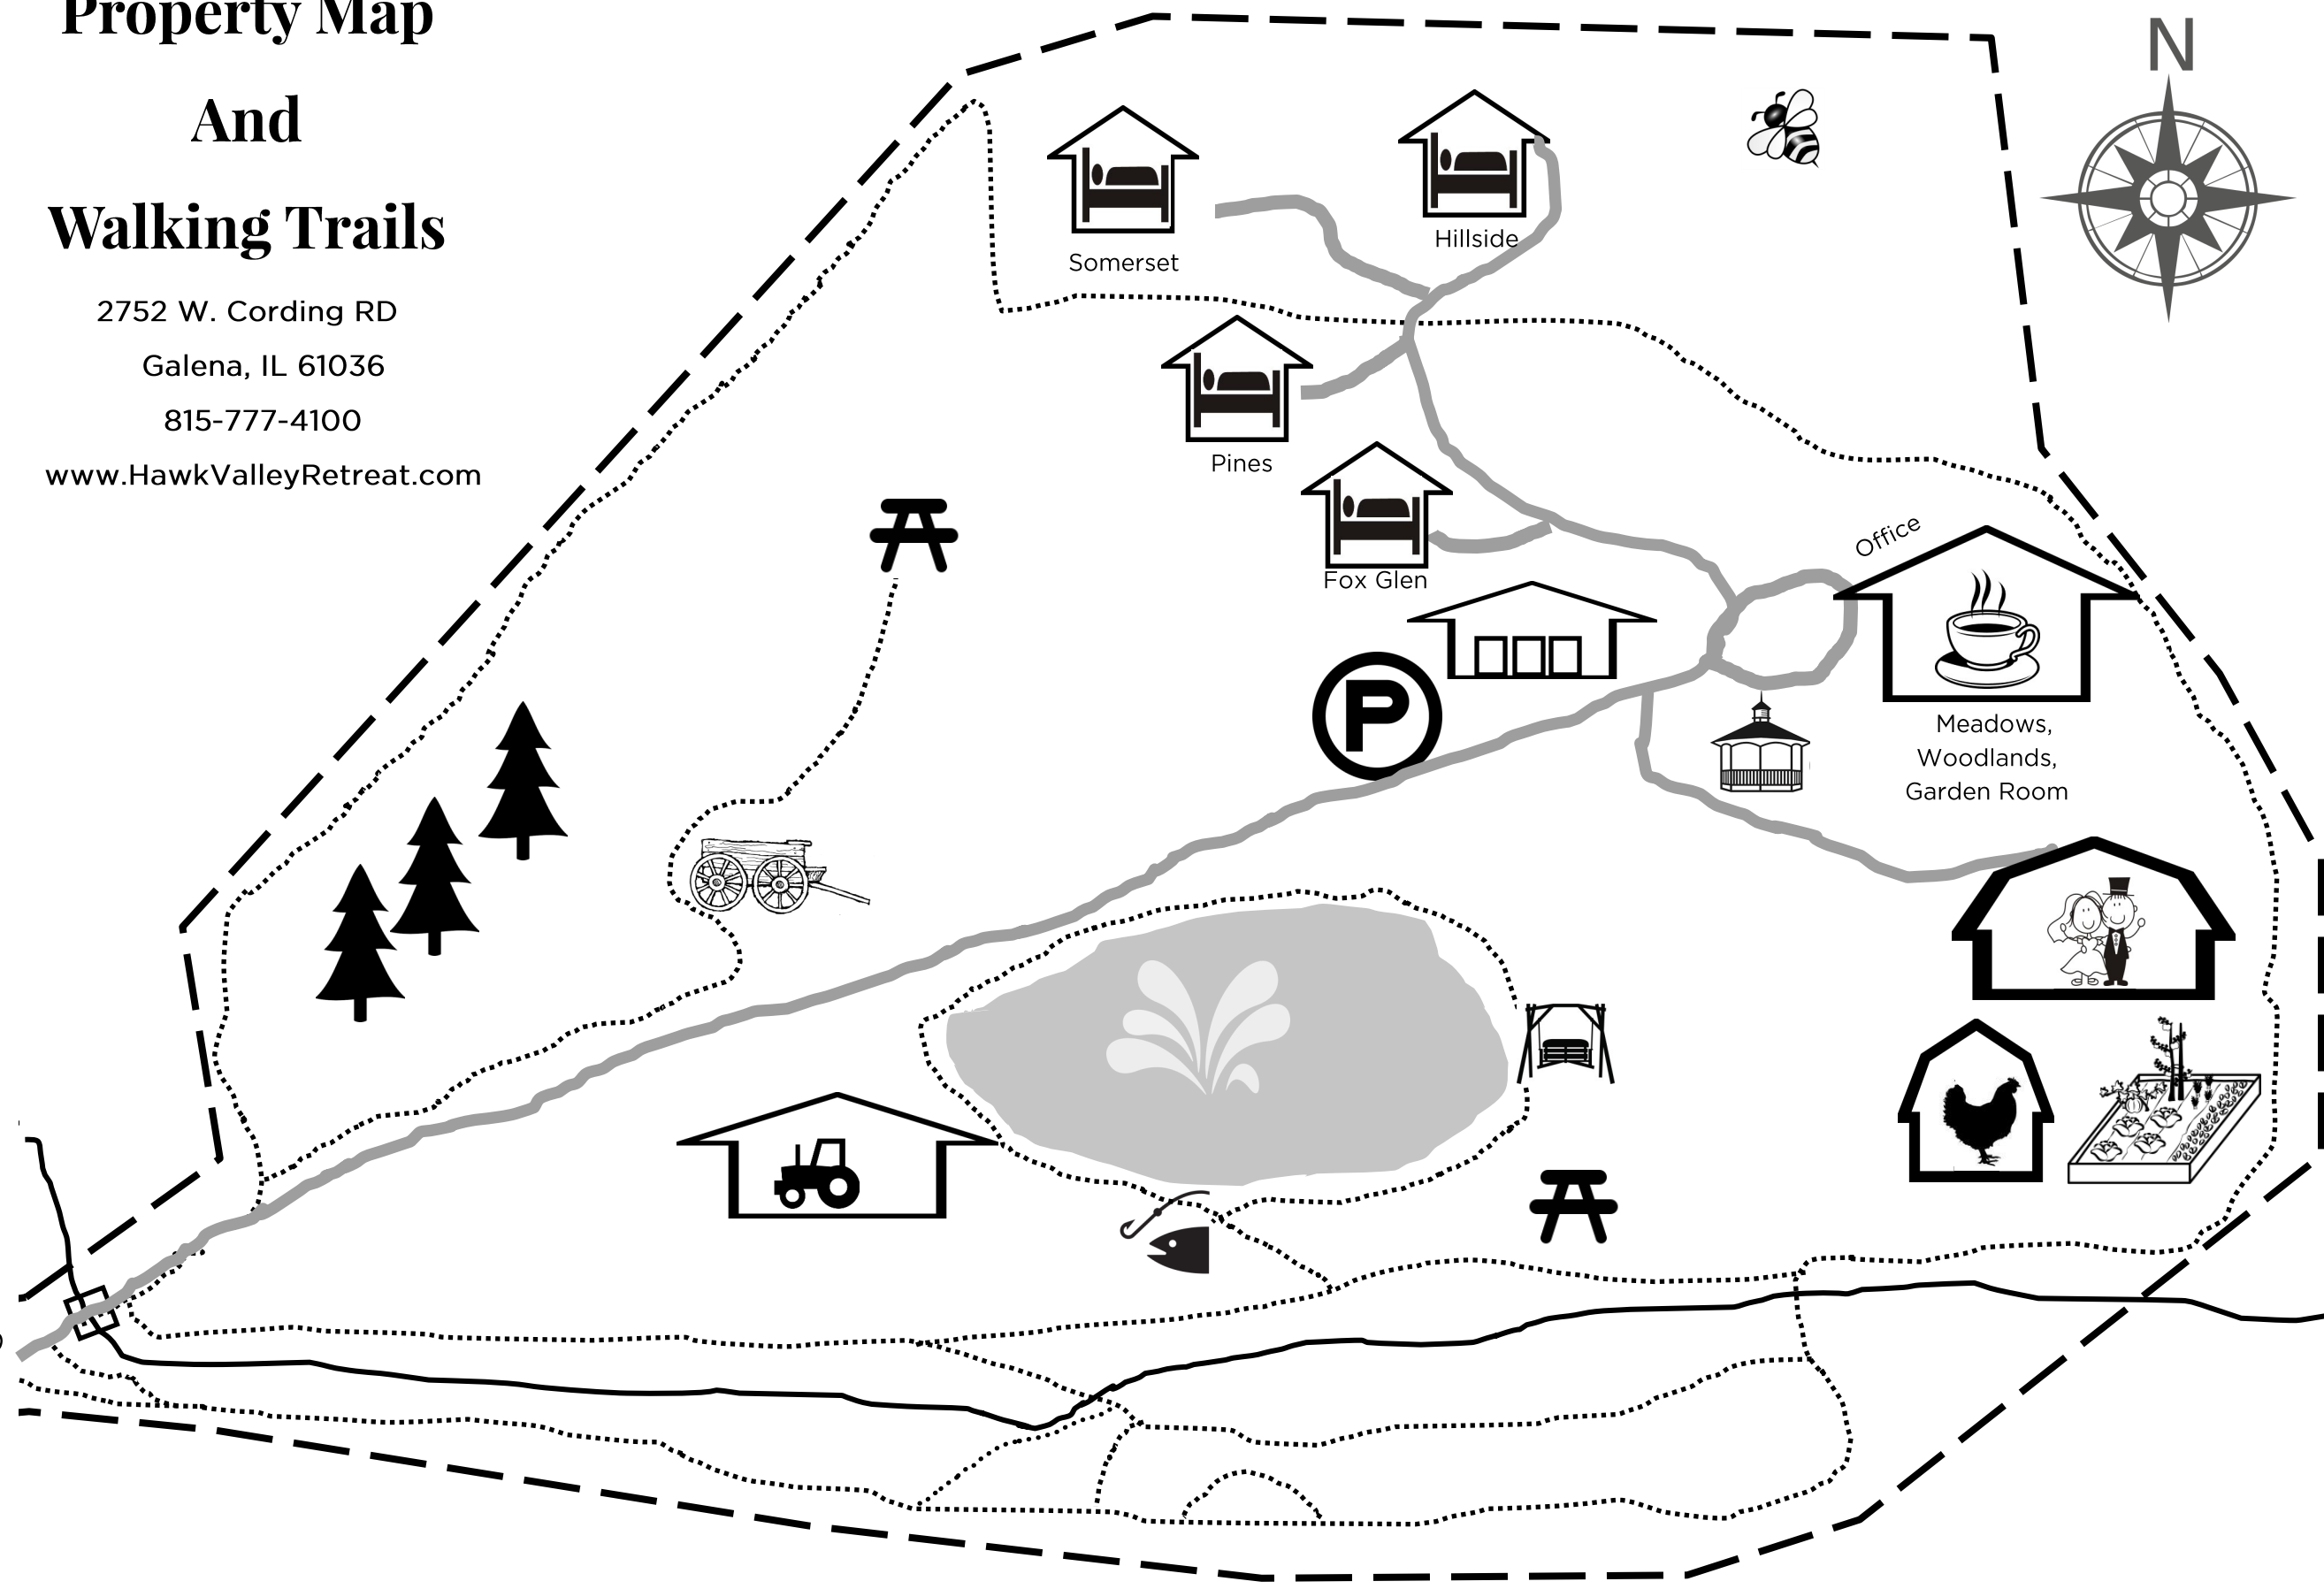 Property Map
And
Walking Trails
2752 W. Cording RD
Galena, IL 61036
815-777-4100
www.HawkValleyRetreat.com
N
Somerset
Hillside
Pines
Fox Glen
Office
P
Meadows,
Woodlands,
Garden Room